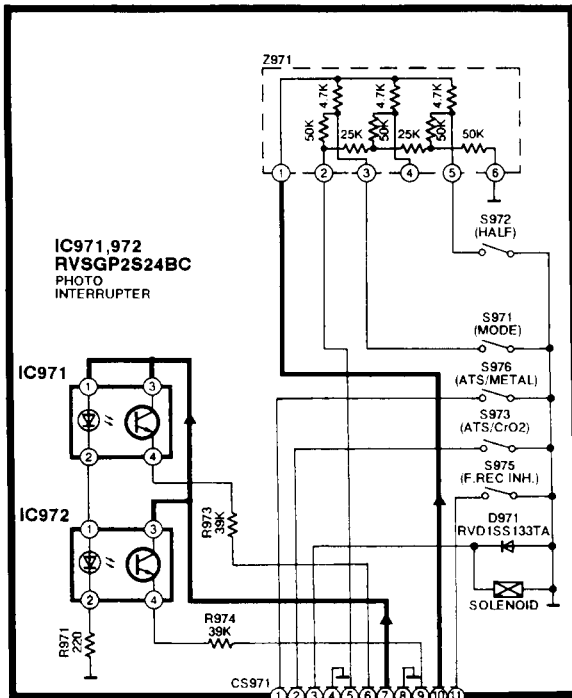 Z971
4.7K 4.7K 4.7K
50K 50K 50K
25K 25K 50K
1 2 3 4 5 6
S972
(HALF)
IC971,972
RVSGP2S24BC
PHOTO
INTERRUPTER
S971
(MODE)
IC971
1 3
2 4
S976
(ATS/METAL)
S973
(ATS/CrO2)
S975
(F.REC INH.)
IC972
1 3
2 4
R973
39K
D971
RVD1SS133TA
SOLENOID
R971
220
R974
39K
CS971
1 2 3 4 5 6 7 8 9 10 11